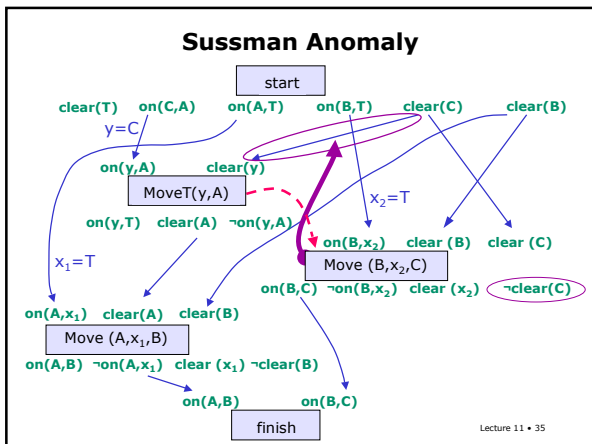 Sussman Anomaly
start
clear(T) on(C,A) on(A,T) on(B,T) clear(C) clear(B)
y=C
on(y,A) clear(y)
MoveT(y,A)
x₂=T
on(y,T) clear(A) ¬on(y,A)
on(B,x₂) clear (B) clear (C)
x₁=T
Move (B,x₂,C)
on(B,C) ¬on(B,x₂) clear (x₂) ¬clear(C)
on(A,x₁) clear(A) clear(B)
Move (A,x₁,B)
on(A,B) ¬on(A,x₁) clear (x₁) ¬clear(B)
on(A,B) on(B,C)
finish
Lecture 11 • 35